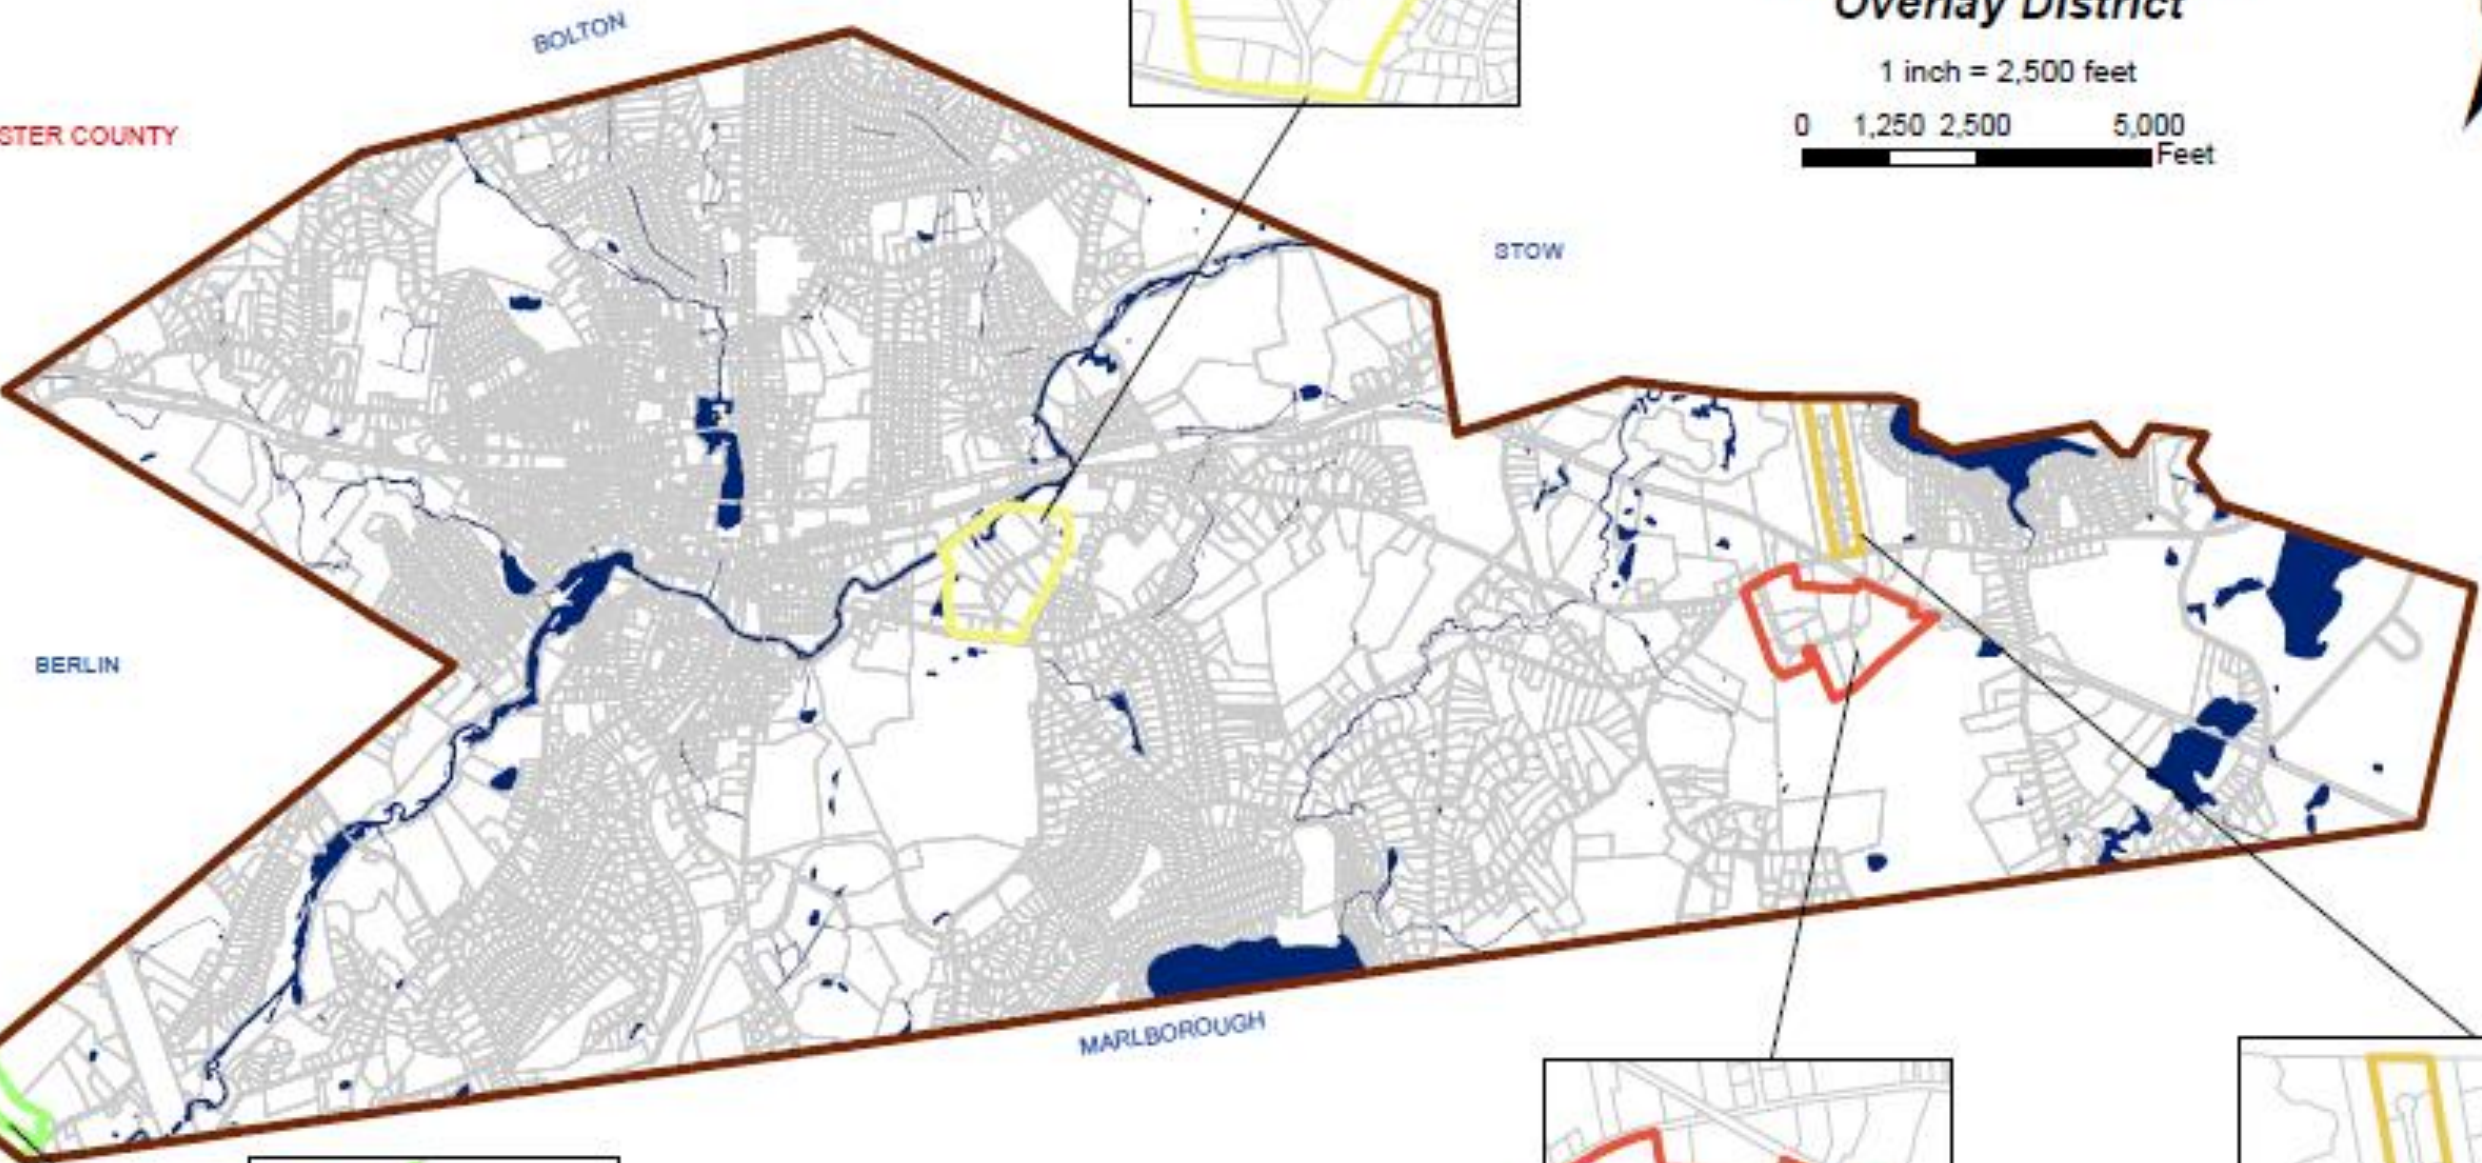 Overlay District
1 inch = 2,500 feet
0 1,250 2,500 5,000
Feet
BOLTON
STER COUNTY
STOW
BERLIN
MARLBOROUGH